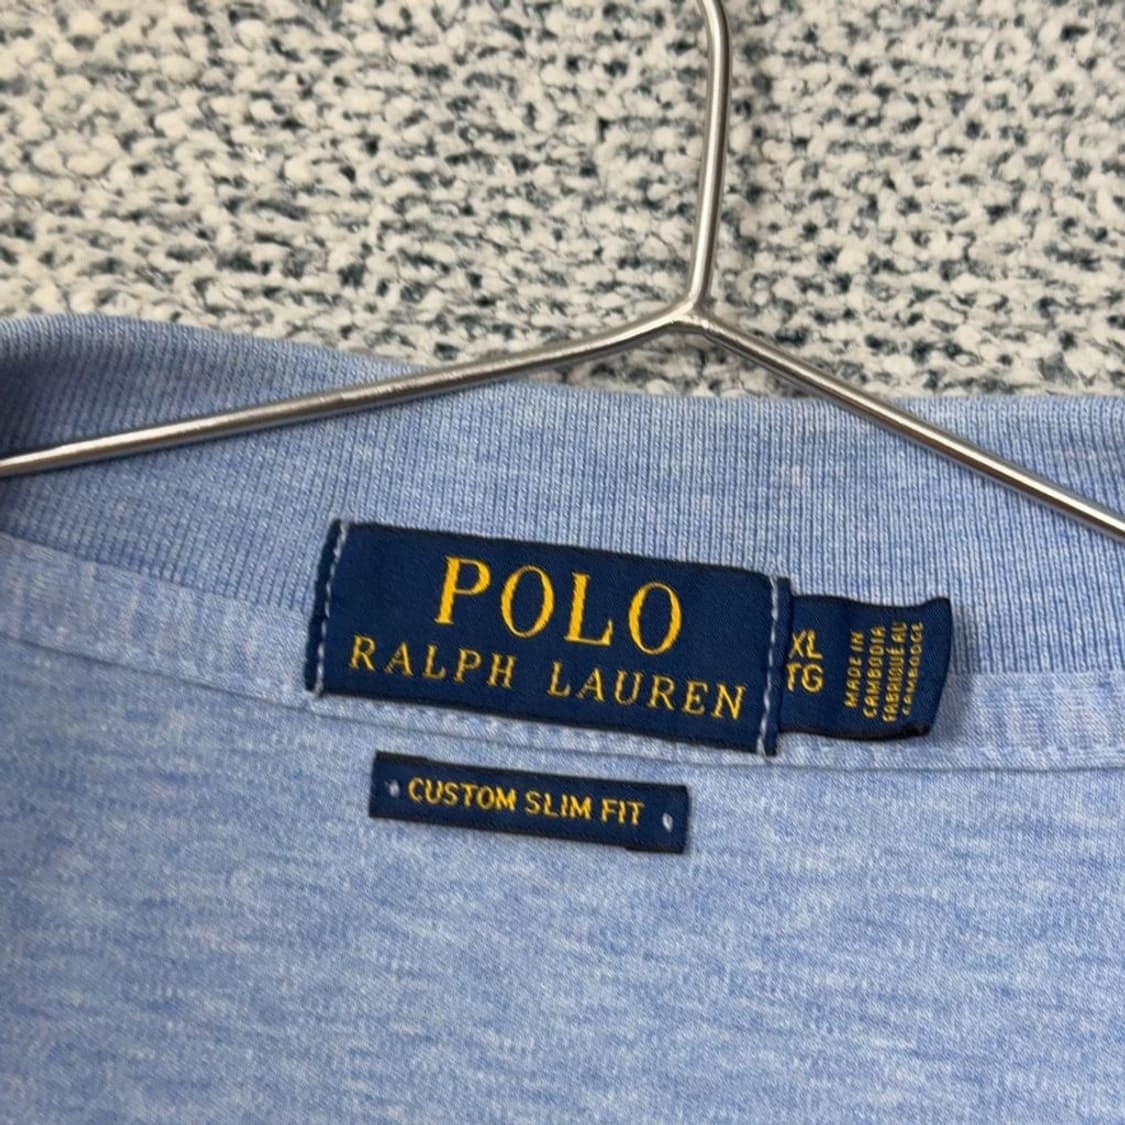 POLO
RALPH LAUREN
XL
TG
MADE IN
CAMBODIA
FABRIQUÉ AU
CAMBODGE
CUSTOM SLIM FIT